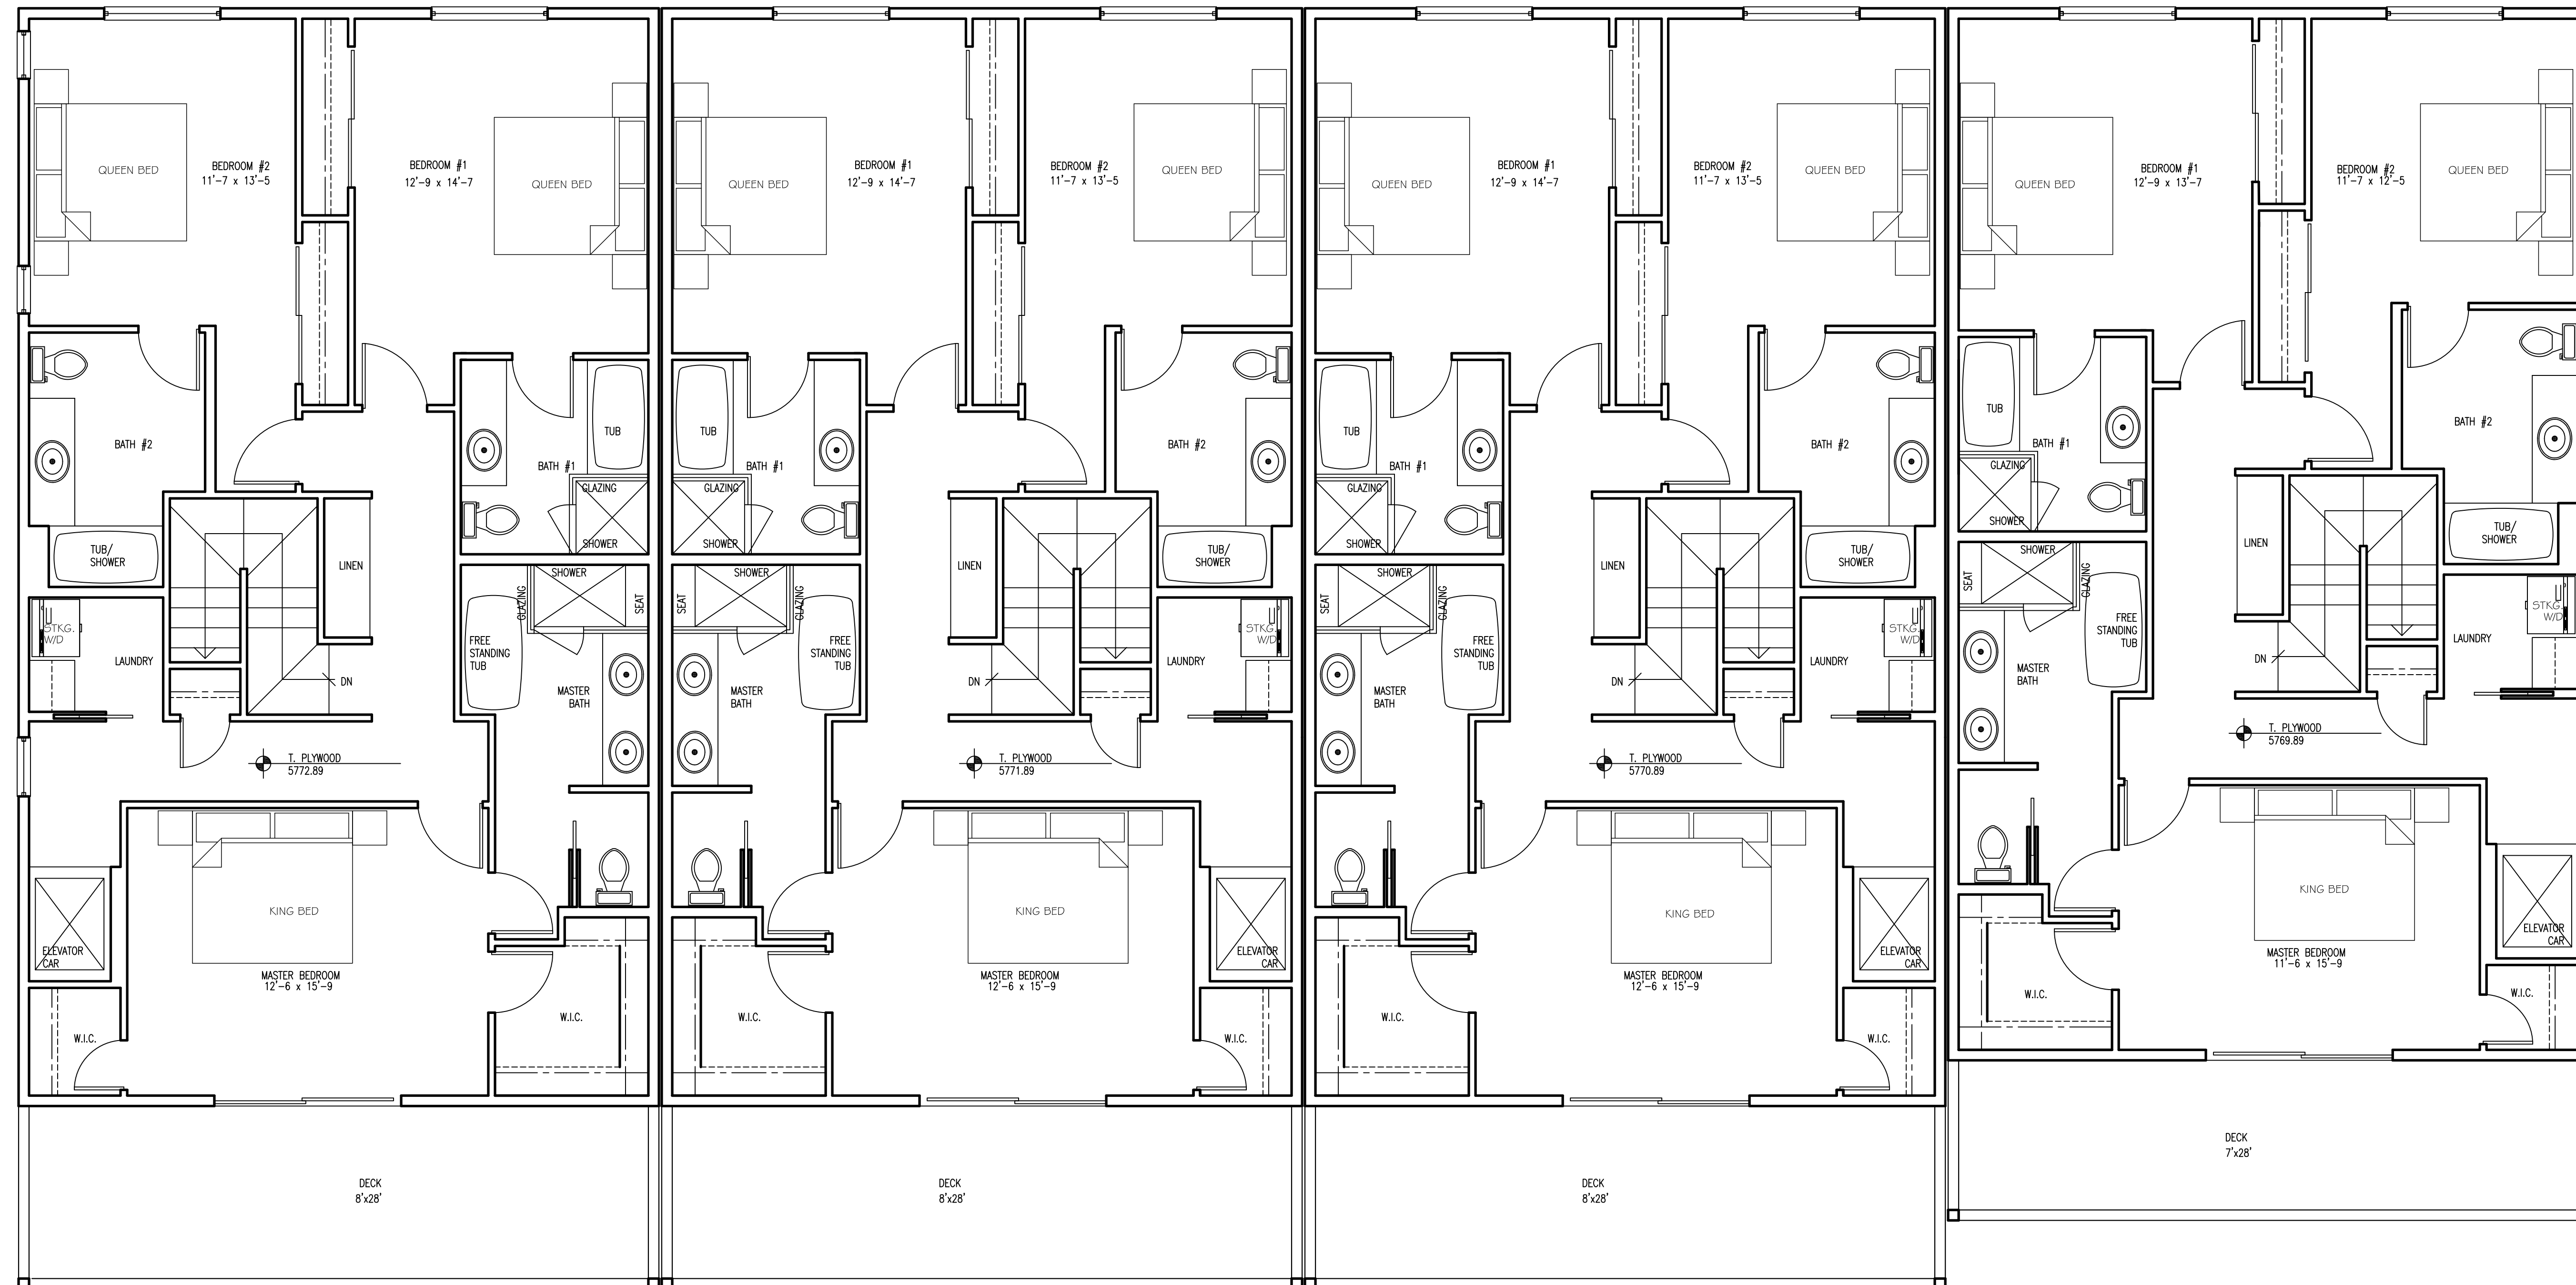 QUEEN BED
BEDROOM #2
11'-7 x 13'-5
BEDROOM #1
12'-9 x 14'-7
QUEEN BED
BATH #2
TUB
BATH #1
GLAZING
SHOWER
TUB/
SHOWER
LINEN
SHOWER
GLAZING
SEAT
STKG.
W/D
LAUNDRY
FREE
STANDING
TUB
DN
MASTER
BATH
T. PLYWOOD
5772.89
KING BED
ELEVATOR
CAR
MASTER BEDROOM
12'-6 x 15'-9
W.I.C.
W.I.C.
DECK
8'x28'
QUEEN BED
BEDROOM #1
12'-9 x 14'-7
BEDROOM #2
11'-7 x 13'-5
QUEEN BED
TUB
BATH #1
GLAZING
SHOWER
BATH #2
TUB/
SHOWER
LINEN
SHOWER
SEAT
GLAZING
FREE
STANDING
TUB
STKG.
W/D
LAUNDRY
DN
MASTER
BATH
T. PLYWOOD
5771.89
KING BED
ELEVATOR
CAR
MASTER BEDROOM
12'-6 x 15'-9
W.I.C.
W.I.C.
DECK
8'x28'
QUEEN BED
BEDROOM #1
12'-9 x 14'-7
BEDROOM #2
11'-7 x 13'-5
QUEEN BED
TUB
BATH #1
GLAZING
SHOWER
BATH #2
TUB/
SHOWER
LINEN
SHOWER
SEAT
GLAZING
FREE
STANDING
TUB
STKG.
W/D
LAUNDRY
DN
MASTER
BATH
T. PLYWOOD
5770.89
KING BED
ELEVATOR
CAR
MASTER BEDROOM
12'-6 x 15'-9
W.I.C.
W.I.C.
DECK
8'x28'
QUEEN BED
BEDROOM #1
12'-9 x 13'-7
BEDROOM #2
11'-7 x 12'-5
QUEEN BED
TUB
BATH #1
GLAZING
SHOWER
BATH #2
TUB/
SHOWER
LINEN
SHOWER
SEAT
GLAZING
FREE
STANDING
TUB
STKG.
W/D
LAUNDRY
DN
MASTER
BATH
T. PLYWOOD
5769.89
KING BED
ELEVATOR
CAR
MASTER BEDROOM
11'-6 x 15'-9
W.I.C.
W.I.C.
DECK
7'x28'